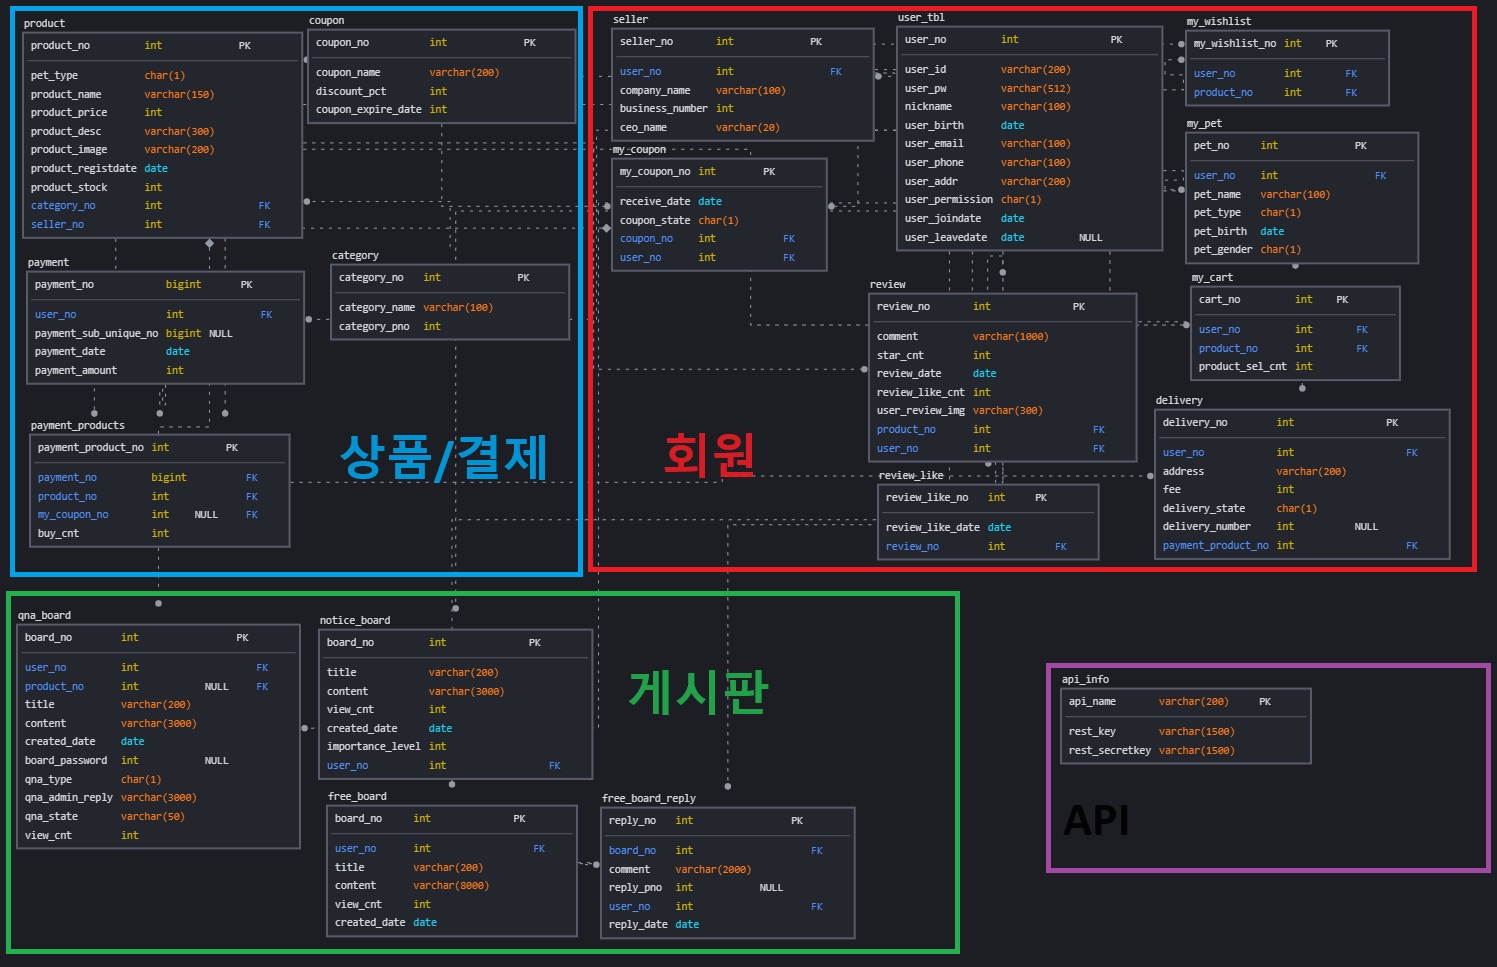 product
product_no int PK
pet_type char(1)
product_name varchar(150)
product_price int
product_desc varchar(300)
product_image varchar(200)
product_registdate date
product_stock int
category_no int FK
seller_no int FK
coupon
coupon_no int PK
coupon_name varchar(200)
discount_pct int
coupon_expire_date int
payment
payment_no bigint PK
user_no int FK
payment_sub_unique_no bigint NULL
payment_date date
payment_amount int
category
category_no int PK
category_name varchar(100)
category_pno int
payment_products
payment_product_no int PK
payment_no bigint FK
product_no int FK
my_coupon_no int NULL FK
buy_cnt int
상품/결제
seller
seller_no int PK
user_no int FK
company_name varchar(100)
business_number int
ceo_name varchar(20)
my_coupon
my_coupon_no int PK
receive_date date
coupon_state char(1)
coupon_no int FK
user_no int FK
user_tbl
user_no int PK
user_id varchar(200)
user_pw varchar(512)
nickname varchar(100)
user_birth date
user_email varchar(100)
user_phone varchar(100)
user_addr varchar(200)
user_permission char(1)
user_joindate date
user_leavedate date NULL
my_wishlist
my_wishlist_no int PK
user_no int FK
product_no int FK
my_pet
pet_no int PK
user_no int FK
pet_name varchar(100)
pet_type char(1)
pet_birth date
pet_gender char(1)
review
review_no int PK
comment varchar(1000)
star_cnt int
review_date date
review_like_cnt int
user_review_img varchar(300)
product_no int FK
user_no int FK
my_cart
cart_no int PK
user_no int FK
product_no int FK
product_sel_cnt int
review_like
review_like_no int PK
review_like_date date
review_no int FK
delivery
delivery_no int PK
user_no int FK
address varchar(200)
fee int
delivery_state char(1)
delivery_number int NULL
payment_product_no int FK
회원
qna_board
board_no int PK
user_no int FK
product_no int NULL FK
title varchar(200)
content varchar(3000)
created_date date
board_password int NULL
qna_type char(1)
qna_admin_reply varchar(3000)
qna_state varchar(50)
view_cnt int
notice_board
board_no int PK
title varchar(200)
content varchar(3000)
view_cnt int
created_date date
importance_level int
user_no int FK
게시판
free_board
board_no int PK
user_no int FK
title varchar(200)
content varchar(8000)
view_cnt int
created_date date
free_board_reply
reply_no int PK
board_no int FK
comment varchar(2000)
reply_pno int NULL
user_no int FK
reply_date date
api_info
api_name varchar(200) PK
rest_key varchar(1500)
rest_secretkey varchar(1500)
API